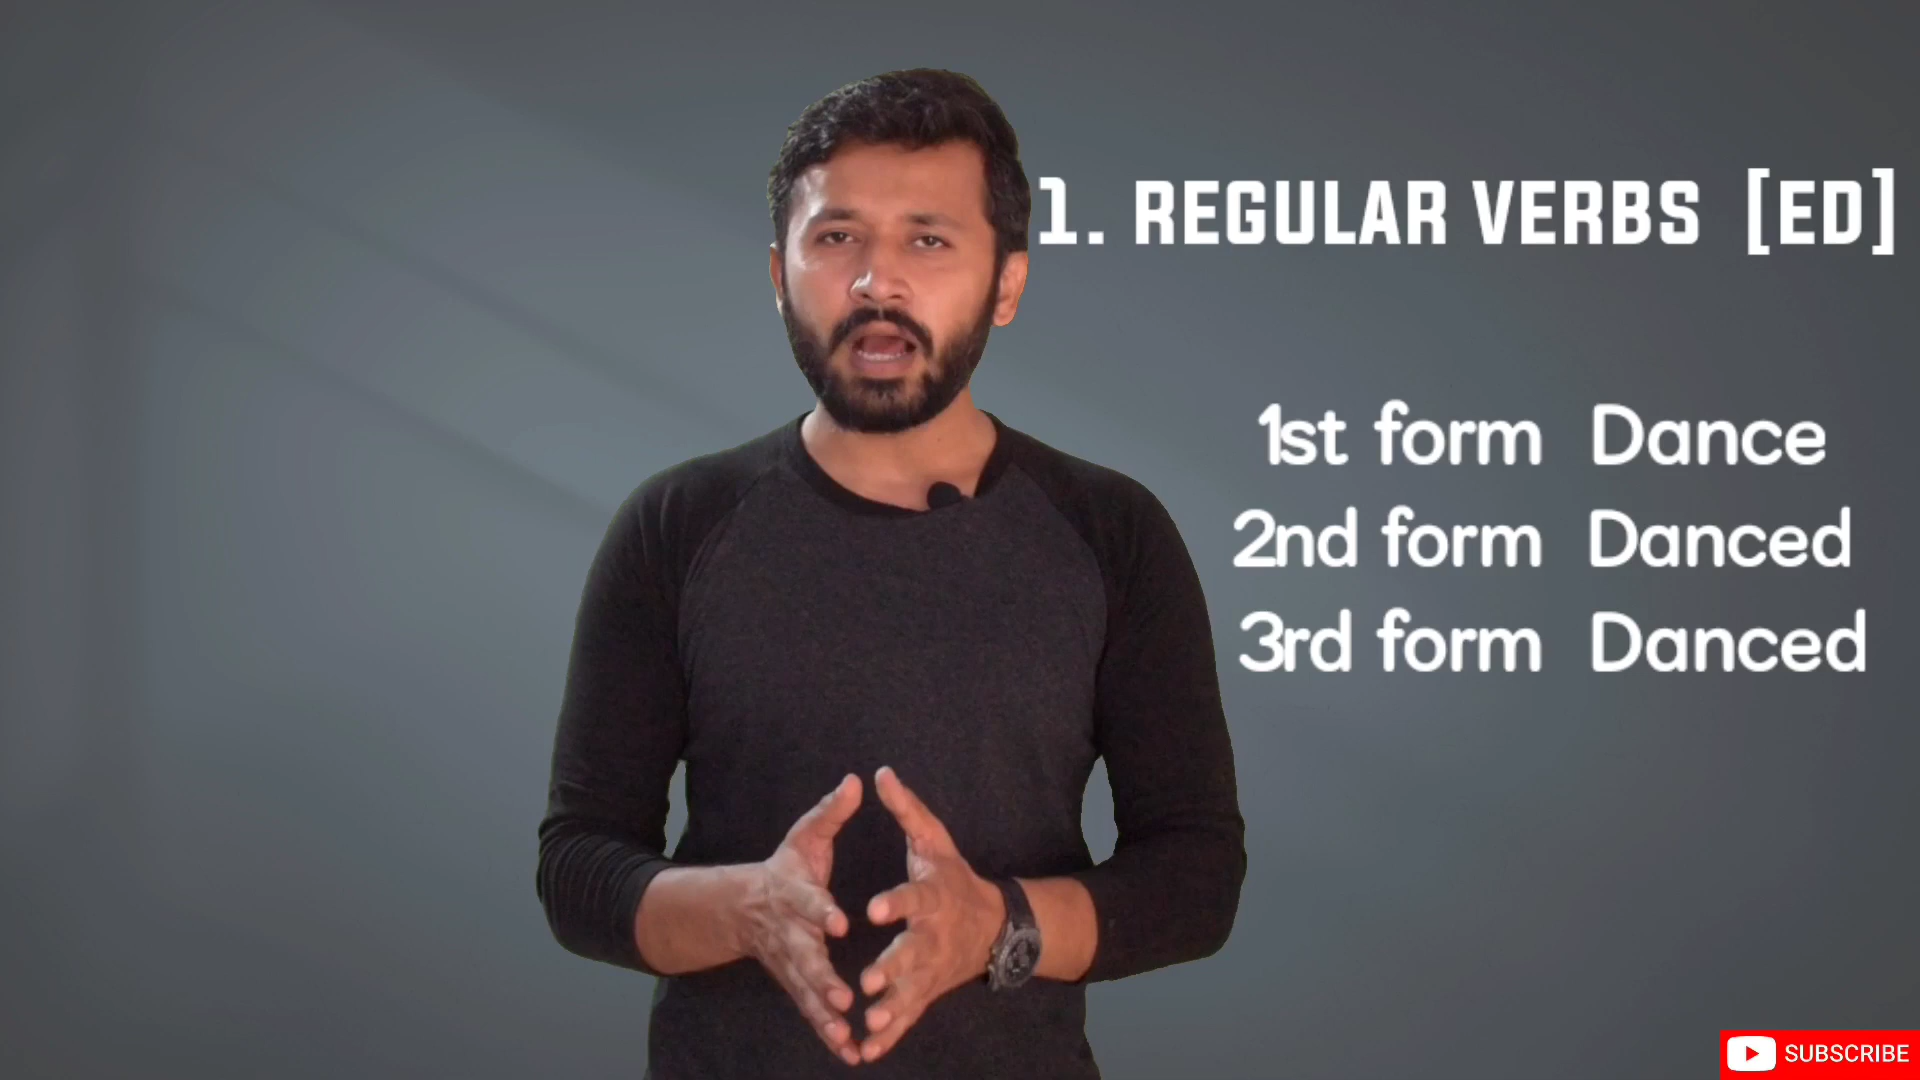 1. REGULAR VERBS [ED]
1st form Dance
2nd form Danced
3rd form Danced
SUBSCRIBE